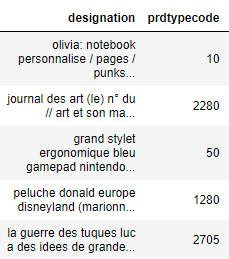 designation prdtypecode
olivia: notebook
personnalise / pages / 10
punks...
journal des art (le) n° du 2280
// art et son ma...
grand stylet
ergonomique bleu 50
gamepad nintendo...
peluche donald europe 1280
disneyland (marionn...
la guerre des tuques luc 2705
a des idees de grande...